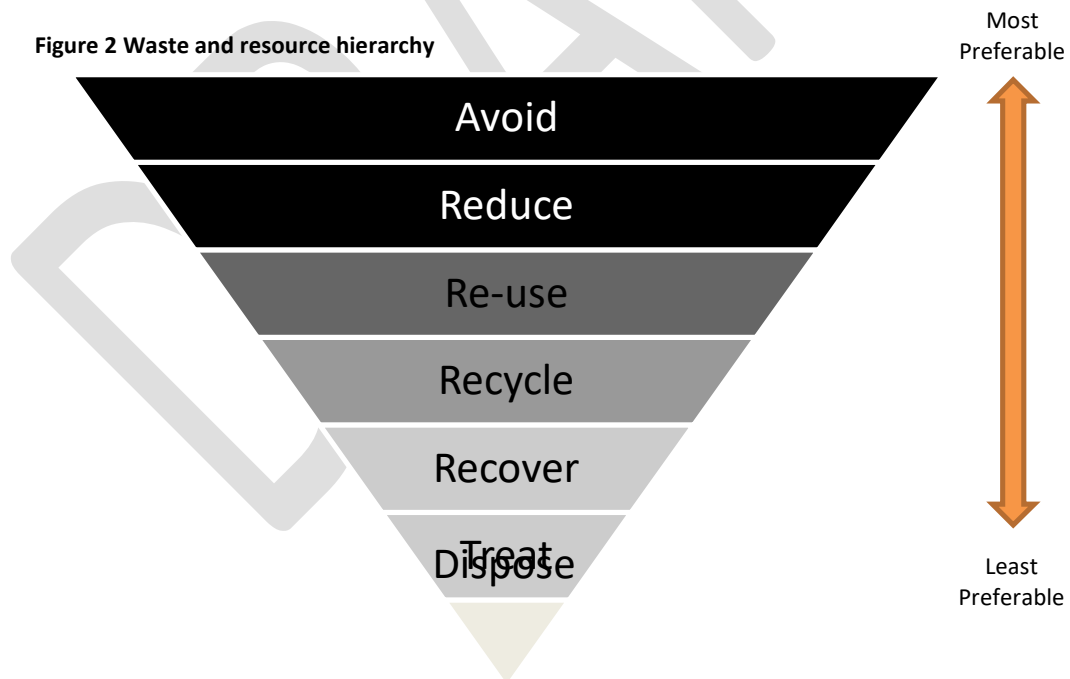 Figure 2 Waste and resource hierarchy
Most
Preferable
Avoid
Reduce
Re-use
Recycle
Recover
Treat
Dispose
Least
Preferable